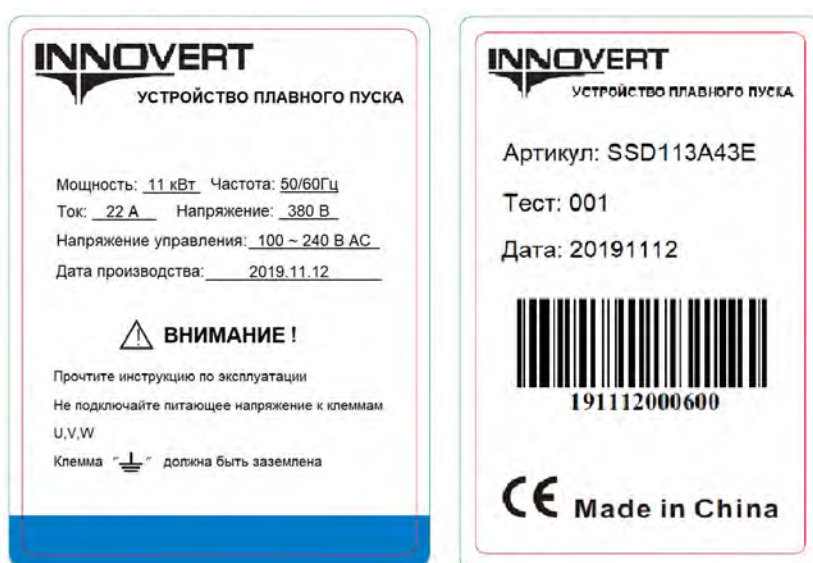 INNOVERT
УСТРОЙСТВО ПЛАВНОГО ПУСКА
Мощность: 11 кВт Частота: 50/60Гц
Ток: 22 А Напряжение: 380 В
Напряжение управления: 100 ~ 240 В АС
Дата производства: 2019.11.12
ВНИМАНИЕ !
Прочтите инструкцию по эксплуатации
Не подключайте питающее напряжение к клеммам
U,V,W
Клемма "⏚" должна быть заземлена
INNOVERT
УСТРОЙСТВО ПЛАВНОГО ПУСКА
Артикул: SSD113A43E
Тест: 001
Дата: 20191112
191112000600
CE Made in China